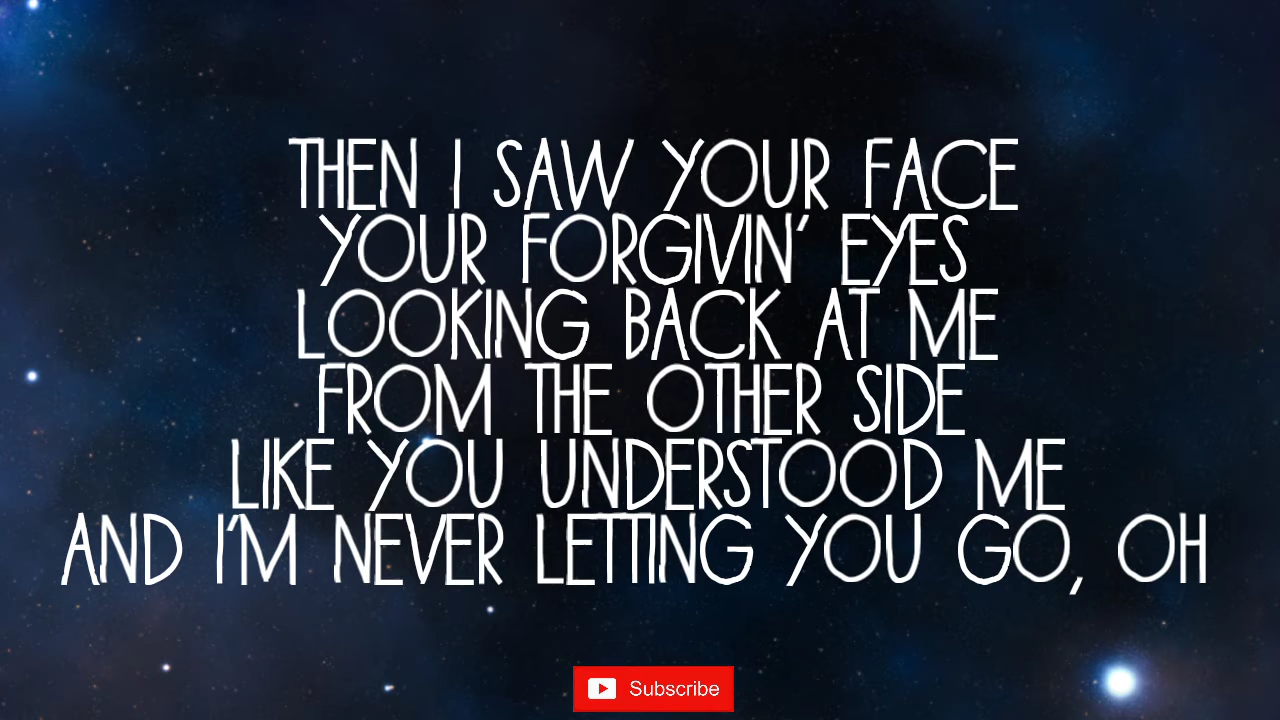 THEN I SAW YOUR FACE
YOUR FORGIVIN' EYES
LOOKING BACK AT ME
FROM THE OTHER SIDE
LIKE YOU UNDERSTOOD ME
AND I'M NEVER LETTING YOU GO, OH
Subscribe